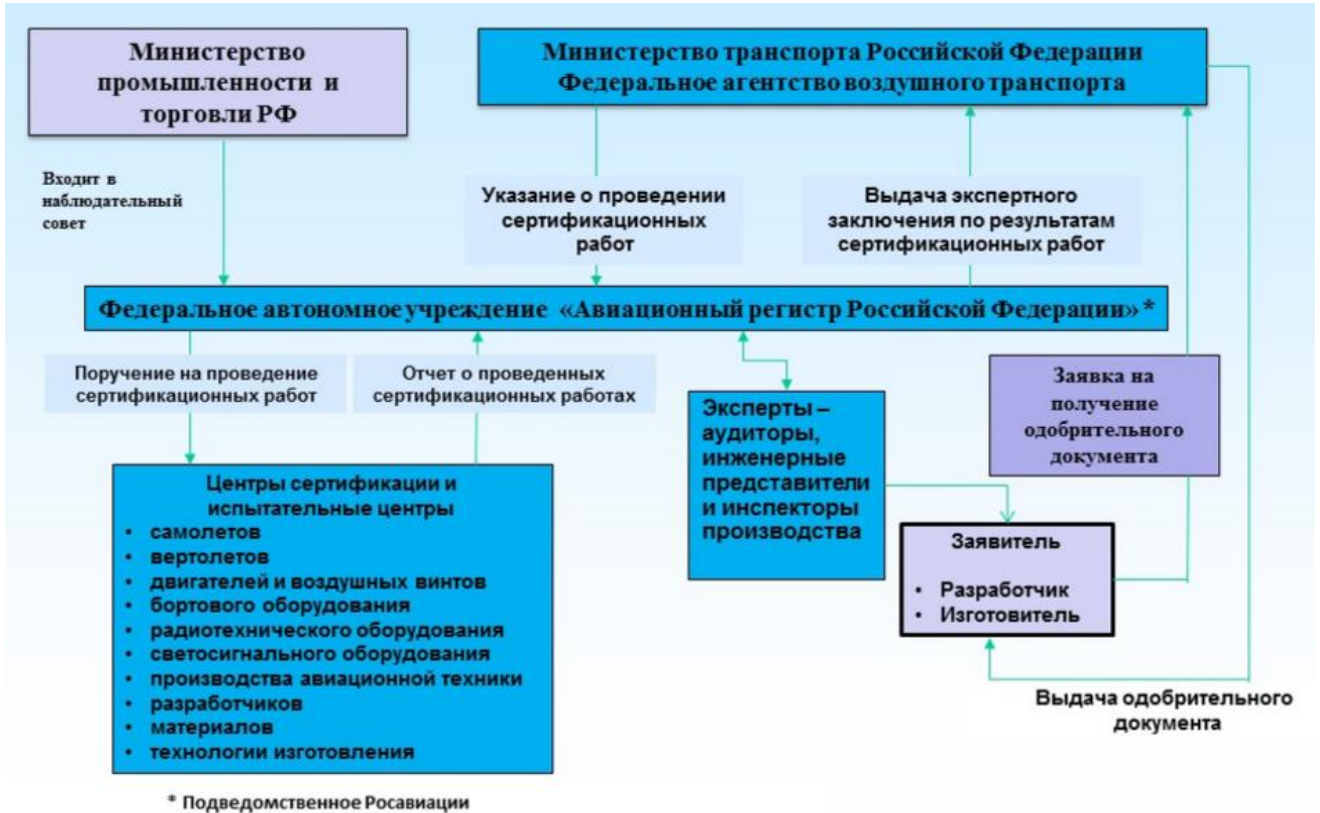 Министерство
промышленности и
торговли РФ
Министерство транспорта Российской Федерации
Федеральное агентство воздушного транспорта
Входит в
наблюдательный
совет
Указание о проведении
сертификационных
работ
Выдача экспертного
заключения по результатам
сертификационных работ
Федеральное автономное учреждение «Авиационный регистр Российской Федерации» *
Поручение на проведение
сертификационных работ
Отчет о проведенных
сертификационных работах
Эксперты –
аудиторы,
инженерные
представители
и инспекторы
производства
Заявка на
получение
одобрительного
документа
Центры сертификации и
испытательные центры
• самолетов
• вертолетов
• двигателей и воздушных винтов
• бортового оборудования
• радиотехнического оборудования
• светосигнального оборудования
• производства авиационной техники
• разработчиков
• материалов
• технологии изготовления
Заявитель
• Разработчик
• Изготовитель
Выдача одобрительного
документа
* Подведомственное Росавиации